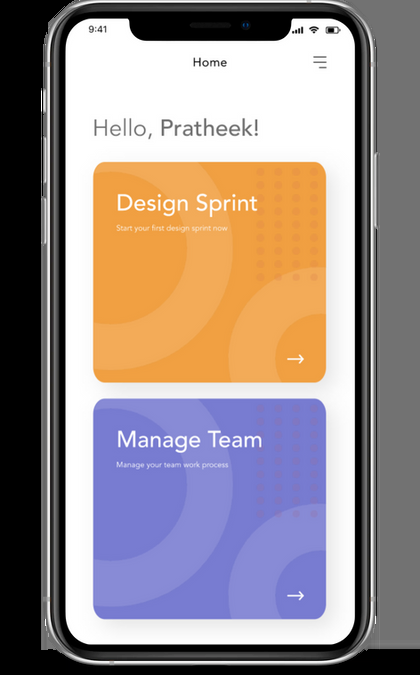 9:41
Home
Hello, Pratheek!
Design Sprint
Start your first design sprint now
Manage Team
Manage your team work process